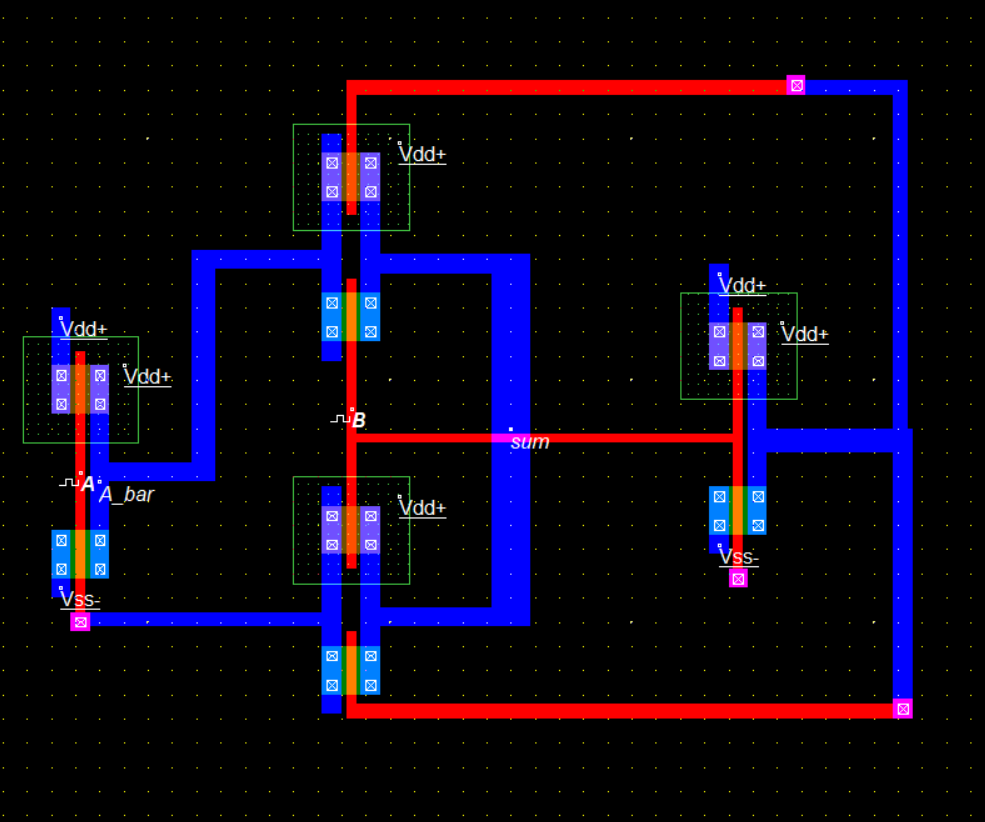 Vdd+
Vdd+
Vdd+
Vdd+
Vdd+
B
sum
A
A_bar
Vdd+
Vss-
Vss-